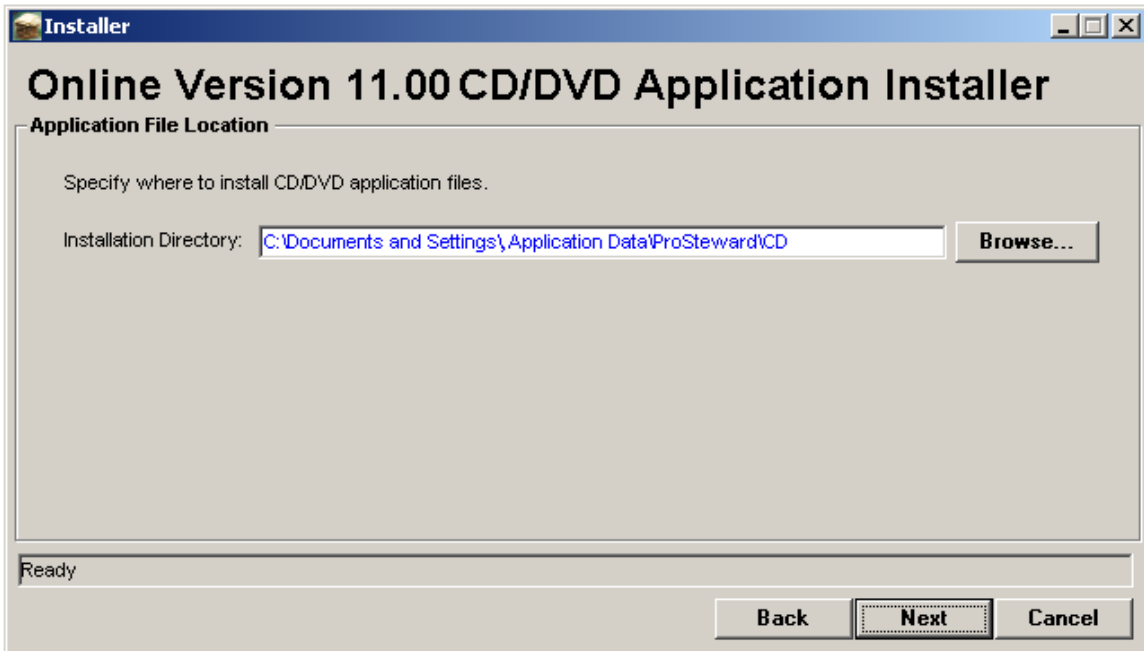 Installer
Online Version 11.00 CD/DVD Application Installer
Application File Location
Specify where to install CD/DVD application files.
Installation Directory: C:\Documents and Settings\, Application Data\ProSteward\CD Browse...
Ready
Back Next Cancel